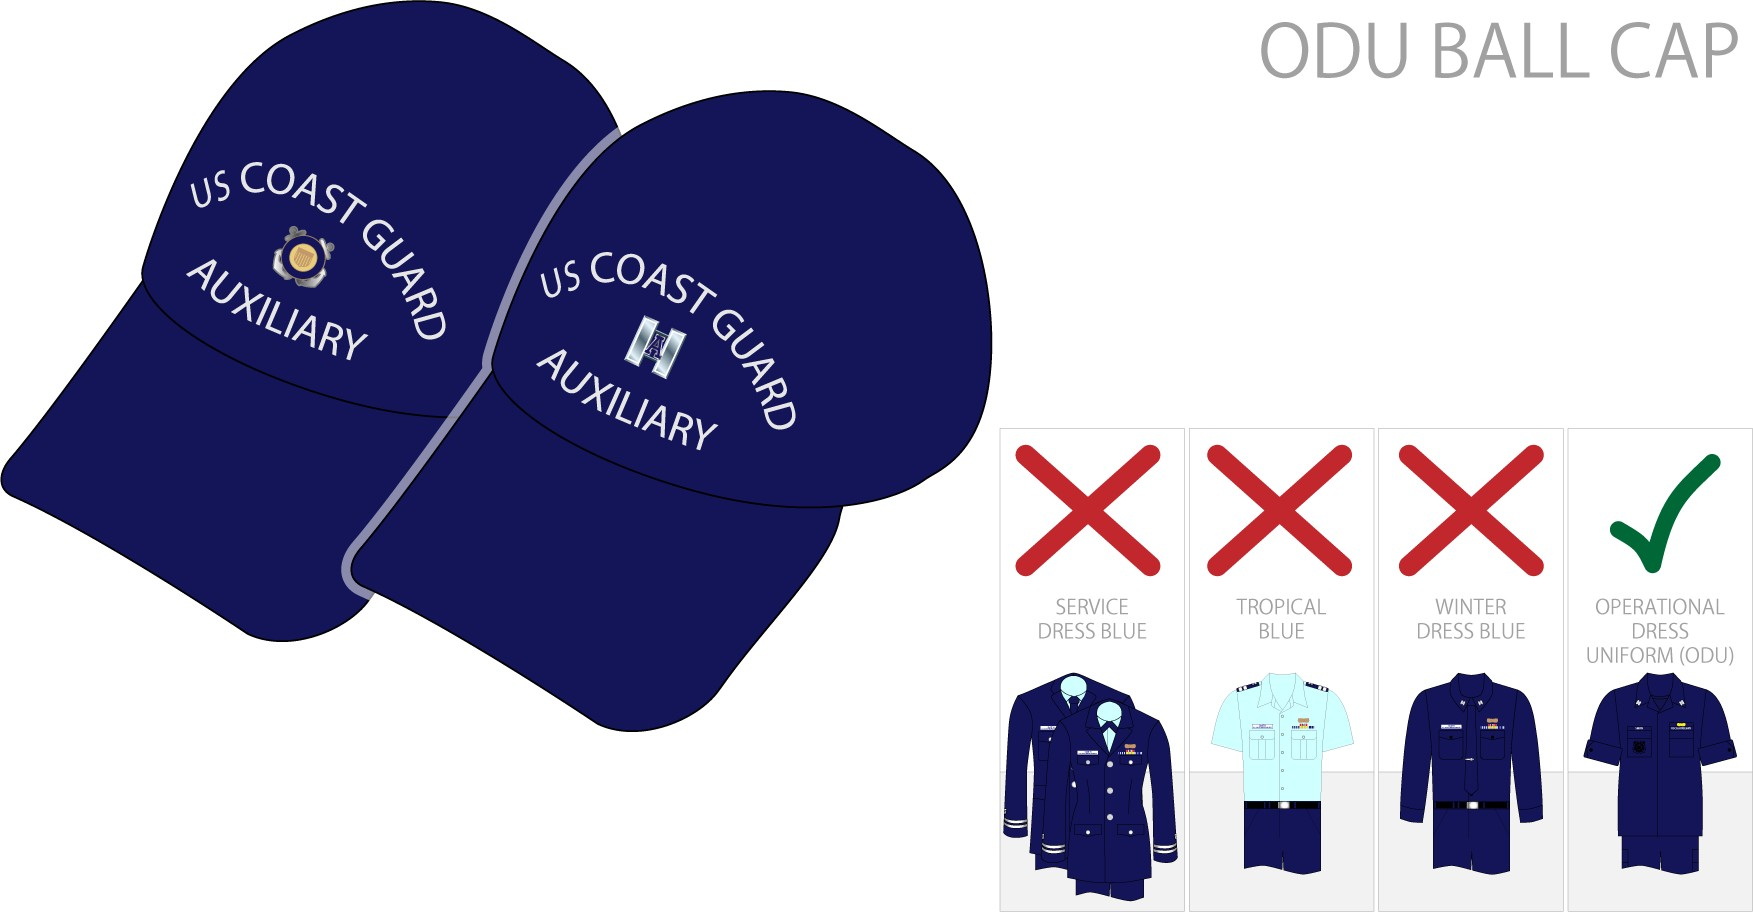 ODU BALL CAP
US COAST GUARD
AUXILIARY
US COAST GUARD
A
AUXILIARY
SERVICE
DRESS BLUE
TROPICAL
BLUE
WINTER
DRESS BLUE
OPERATIONAL
DRESS
UNIFORM (ODU)